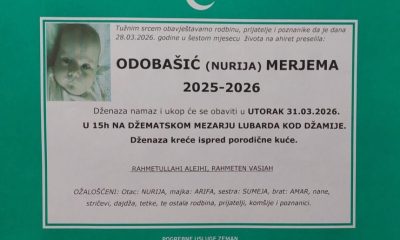 Tužnim srcem obavještavamo rodbinu, prijatelje i poznanike da je dana
28.03.2026. godine u šestom mjesecu života na ahiret preselila:
ODOBAŠIĆ (NURIJA) MERJEMA
2025-2026
Dženaza namaz i ukop će se obaviti u UTORAK 31.03.2026.
U 15h NA DŽEMATSKOM MEZARJU LUBARDA KOD DŽAMIJE.
Dženaza kreće ispred porodične kuće.
RAHMETULLAHI ALEJHI, RAHMETEN VASIAH
OŽALOŠĆENI: Otac: NURIJA, majka: ARIFA, sestra: SUMEJA, brat: AMAR, nane,
stričevi, dajdža, tetke, te ostala rodbina, prijatelji, komšije i poznanici.
POGREBNE USLUGE ZEMAN